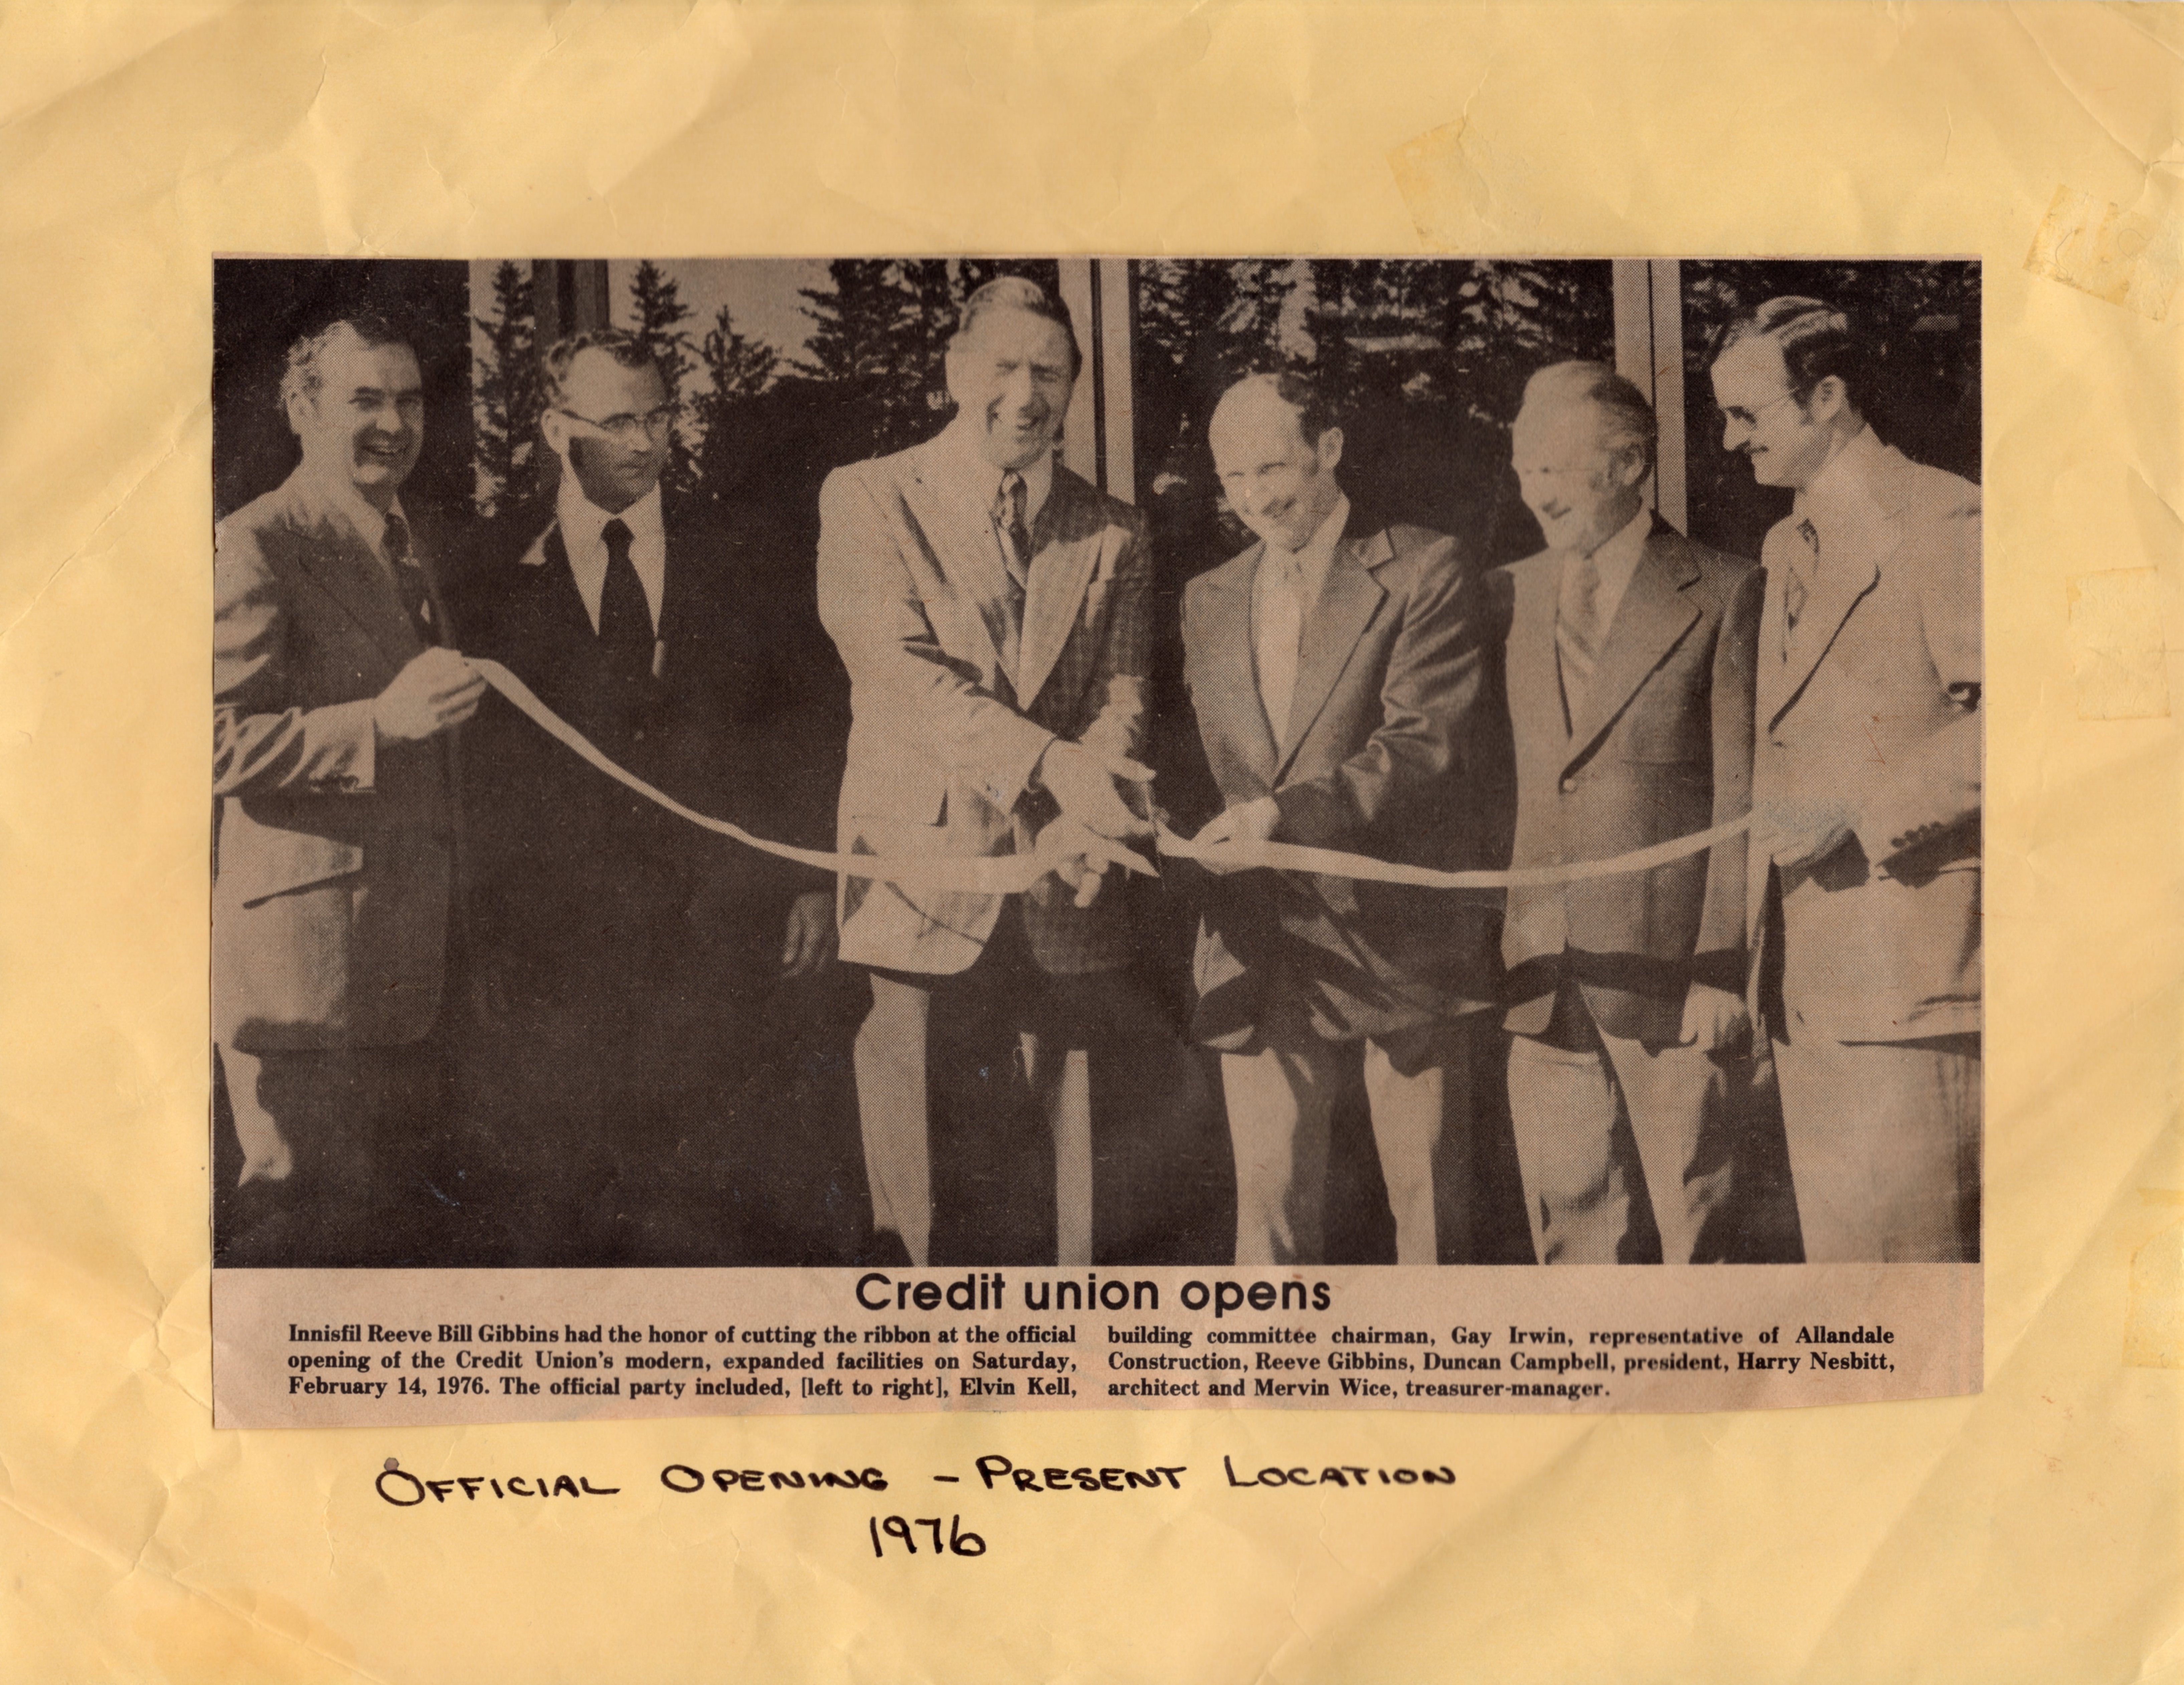 Credit union opens
Innisfil Reeve Bill Gibbins had the honor of cutting the ribbon at the official
opening of the Credit Union's modern, expanded facilities on Saturday,
February 14, 1976. The official party included, [left to right], Elvin Kell,
building committee chairman, Gay Irwin, representative of Allandale
Construction, Reeve Gibbins, Duncan Campbell, president, Harry Nesbitt,
architect and Mervin Wice, treasurer-manager.
OFFICIAL OPENING - PRESENT LOCATION
1976